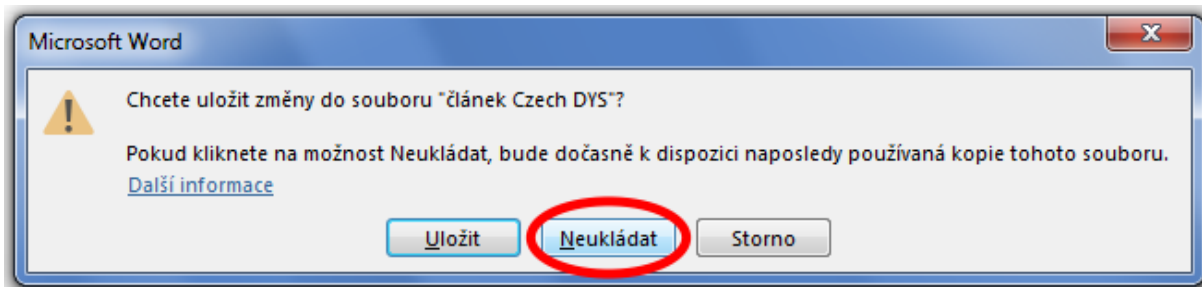 Microsoft Word
X
Chcete uložit změny do souboru "článek Czech DYS"?
Pokud kliknete na možnost Neukládat, bude dočasně k dispozici naposledy používaná kopie tohoto souboru.
Další informace
Uložit Neukládat Storno